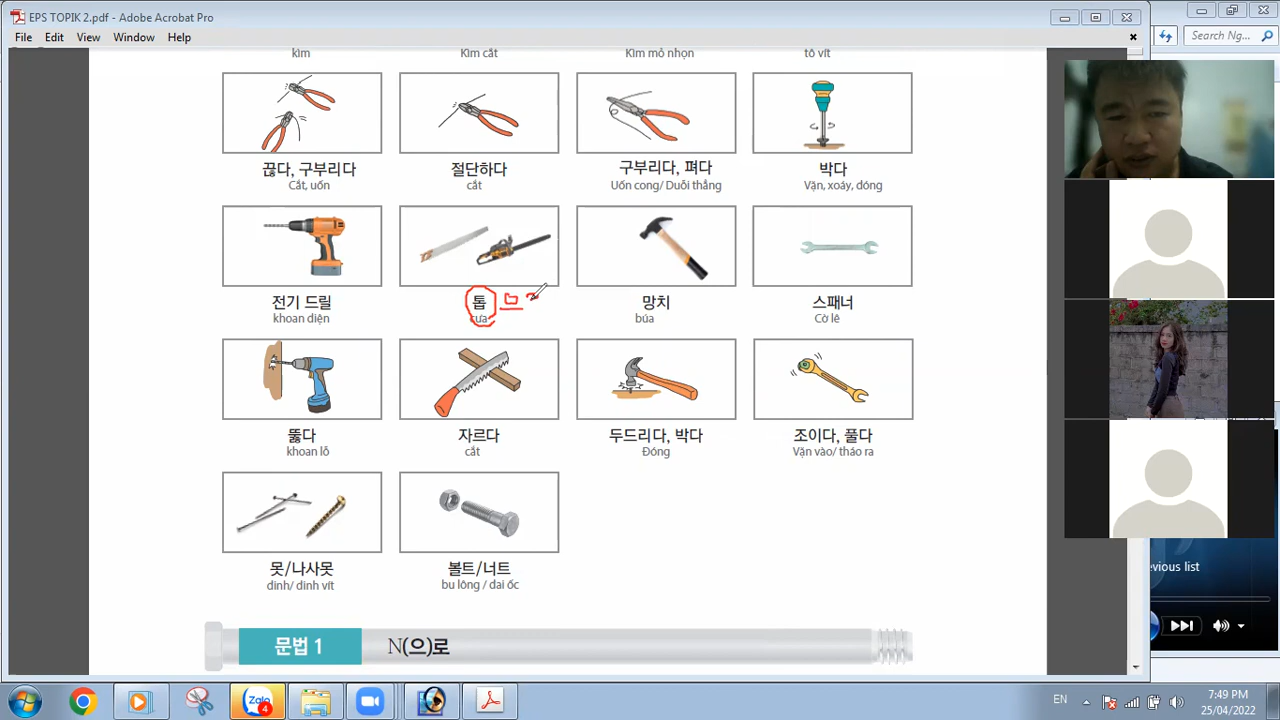 EPS TOPIK 2.pdf - Adobe Acrobat Pro
File Edit View Window Help
Search Ng...
kìm Kìm cắt Kìm mỏ nhọn tô vít
끊다, 구부리다 절단하다 구부리다, 펴다 박다
Cắt, uốn cắt Uốn cong/ Duỗi thẳng Vặn, xoáy, đóng
전기 드릴 톱 망치 스패너
khoan diện cưa búa Cờ lê
뚫다 자르다 두드리다, 박다 조이다, 풀다
khoan lỗ cắt Đóng Vặn vào/ tháo ra
못/나사못 볼트/너트
dinh/ dinh vít bu lông / dai ốc
evious list
문법 1 N(으)로
Zalo 4
EN 7:49 PM
25/04/2022